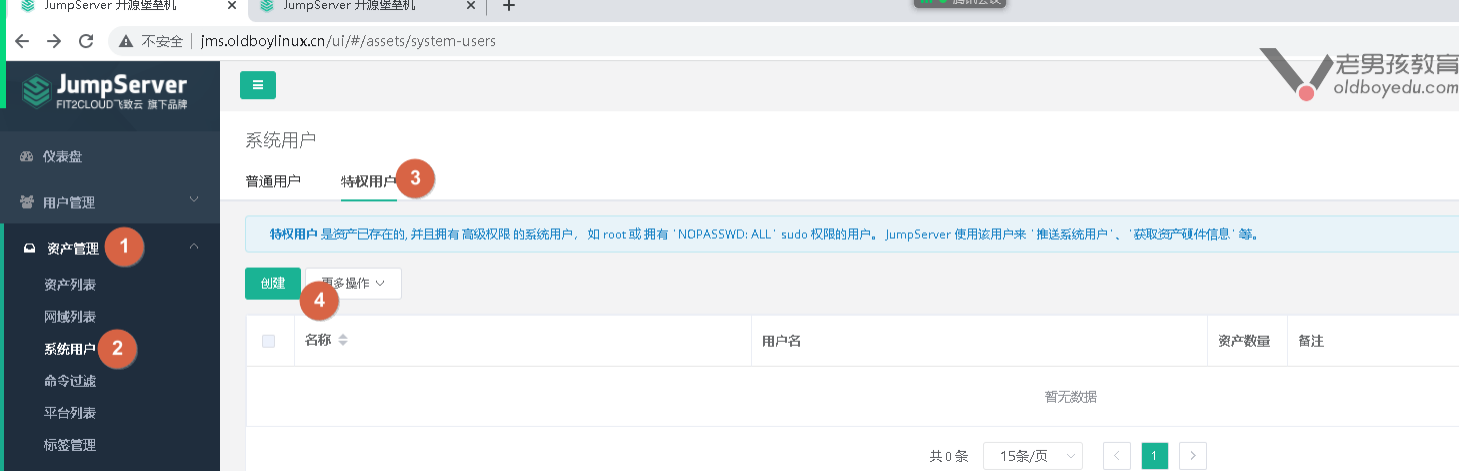 JumpServer 开源堡垒机
JumpServer 开源堡垒机
腾讯会议
不安全 jms.oldboylinux.cn/ui/#/assets/system-users
老男孩教育
oldboyedu.com
JumpServer
FIT2CLOUD飞致云 旗下品牌
仪表盘
用户管理
资产管理 1
资产列表
网域列表
系统用户 2
命令过滤
平台列表
标签管理
系统用户
普通用户 特权用户 3
特权用户 是资产已存在的, 并且拥有 高级权限 的系统用户， 如 root 或 拥有 `NOPASSWD: ALL` sudo 权限的用户。 JumpServer 使用该用户来 `推送系统用户`、`获取资产硬件信息` 等。
创建 更多操作
4
名称 用户名 资产数量 备注
暂无数据
共 0 条 15条/页 1